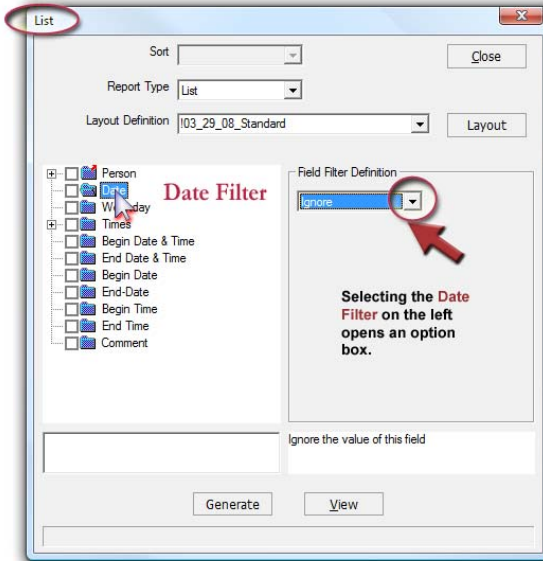 List
Sort
Close
Report Type List
Layout Definition !03_29_08_Standard Layout
Person
Date
Date Filter
Times
Begin Date & Time
End Date & Time
Begin Date
End-Date
Begin Time
End Time
Comment
Field Filter Definition
Ignore
Selecting the Date
Filter on the left
opens an option
box.
Ignore the value of this field
Generate View